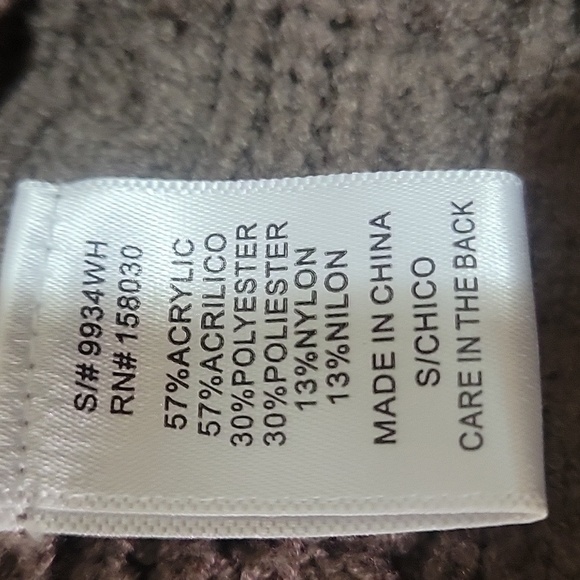 S/# 9934WH
RN# 158030
57%ACRYLIC
57%ACRILICO
30%POLYESTER
30%POLIESTER
13%NYLON
13%NILON
MADE IN CHINA
S/CHICO
CARE IN THE BACK